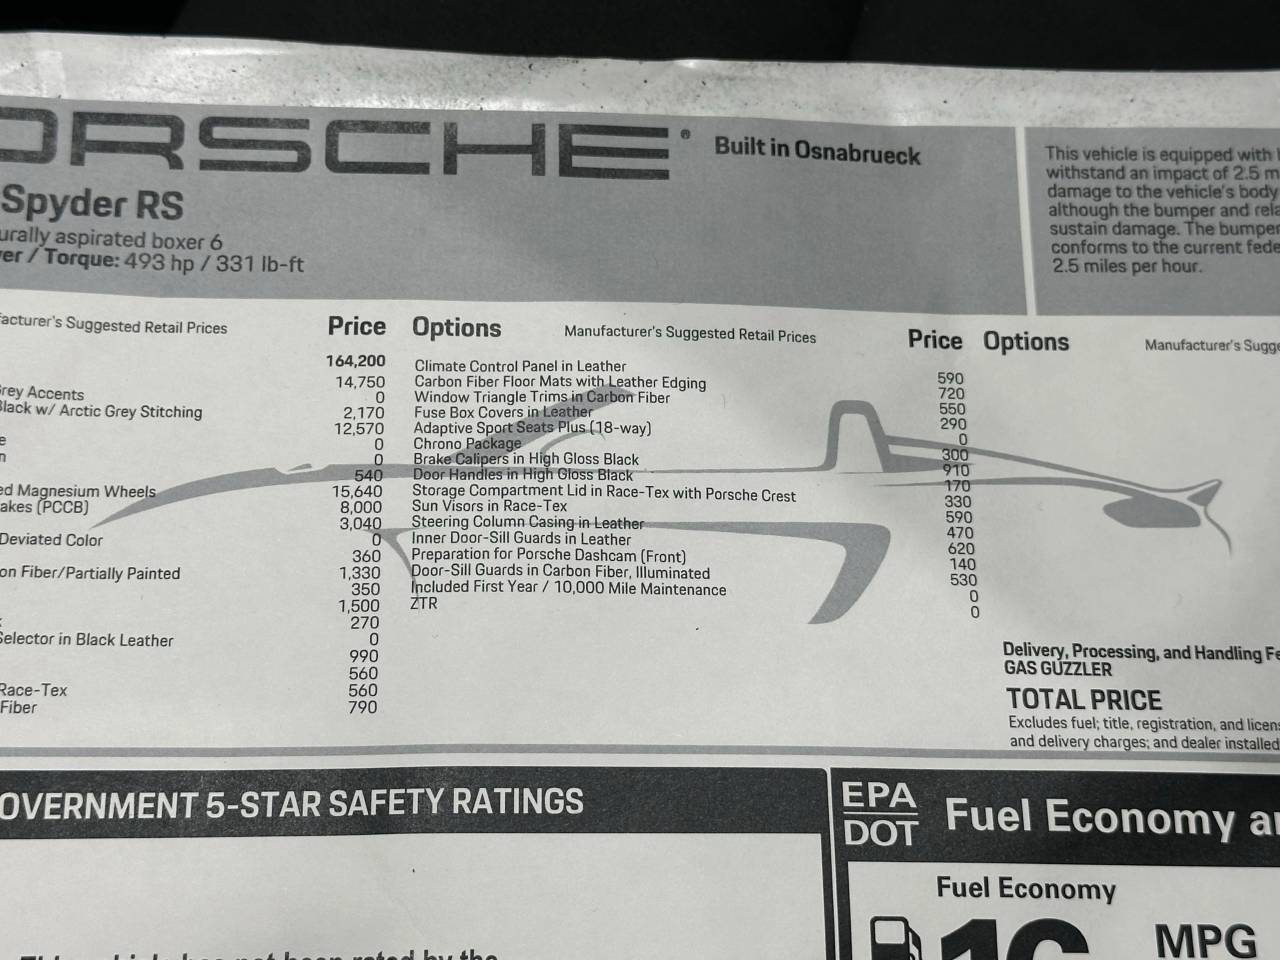 ORSCHE® Built in Osnabrueck
Spyder RS
urally aspirated boxer 6
er / Torque: 493 hp / 331 lb-ft
This vehicle is equipped with
withstand an impact of 2.5 m
damage to the vehicle's body
although the bumper and rela
sustain damage. The bumper
conforms to the current fede
2.5 miles per hour.
facturer's Suggested Retail Prices Price
164,200
14,750
rey Accents 0
Black w/ Arctic Grey Stitching 2,170
12,570
e 0
n 0
540
ed Magnesium Wheels 15,640
akes (PCCB) 8,000
3,040
Deviated Color 0
360
on Fiber/Partially Painted 1,330
350
1,500
270
Selector in Black Leather 0
990
560
Race-Tex 560
Fiber 790
Options Manufacturer's Suggested Retail Prices Price
Climate Control Panel in Leather 590
Carbon Fiber Floor Mats with Leather Edging 720
Window Triangle Trims in Carbon Fiber 550
Fuse Box Covers in Leather 290
Adaptive Sport Seats Plus (18-way) 0
Chrono Package 300
Brake Calipers in High Gloss Black 910
Door Handles in High Gloss Black 170
Storage Compartment Lid in Race-Tex with Porsche Crest 330
Sun Visors in Race-Tex 590
Steering Column Casing in Leather 470
Inner Door-Sill Guards in Leather 620
Preparation for Porsche Dashcam (Front) 140
Door-Sill Guards in Carbon Fiber, Illuminated 530
Included First Year / 10,000 Mile Maintenance 0
ZTR 0
Options Manufacturer's Sugge
Delivery, Processing, and Handling Fe
GAS GUZZLER
TOTAL PRICE
Excludes fuel; title, registration, and licens
and delivery charges; and dealer installed
OVERNMENT 5-STAR SAFETY RATINGS
EPA
DOT
Fuel Economy a
Fuel Economy
MPG